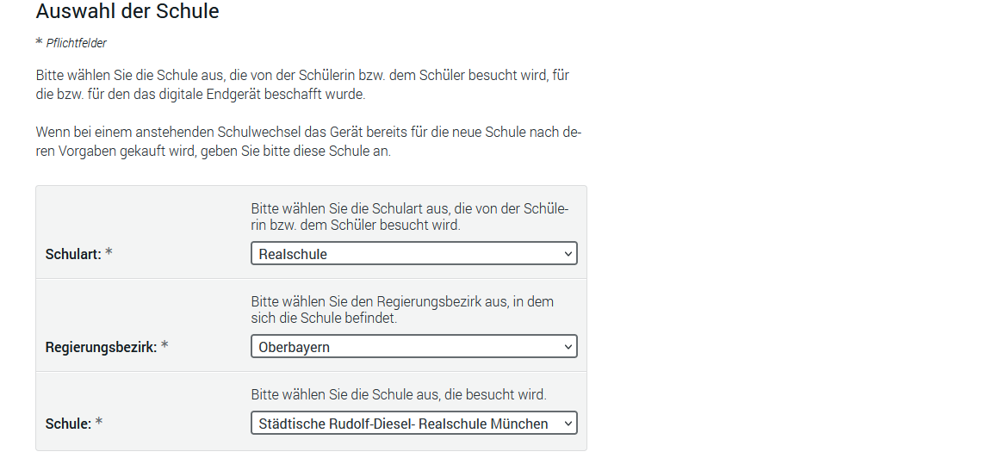 Auswahl der Schule
* Pflichtfelder
Bitte wählen Sie die Schule aus, die von der Schülerin bzw. dem Schüler besucht wird, für
die bzw. für den das digitale Endgerät beschafft wurde.
Wenn bei einem anstehenden Schulwechsel das Gerät bereits für die neue Schule nach de-
ren Vorgaben gekauft wird, geben Sie bitte diese Schule an.
Bitte wählen Sie die Schulart aus, die von der Schüle-
rin bzw. dem Schüler besucht wird.
Schulart: * Realschule
Bitte wählen Sie den Regierungsbezirk aus, in dem
sich die Schule befindet.
Regierungsbezirk: * Oberbayern
Bitte wählen Sie die Schule aus, die besucht wird.
Schule: * Städtische Rudolf-Diesel- Realschule München